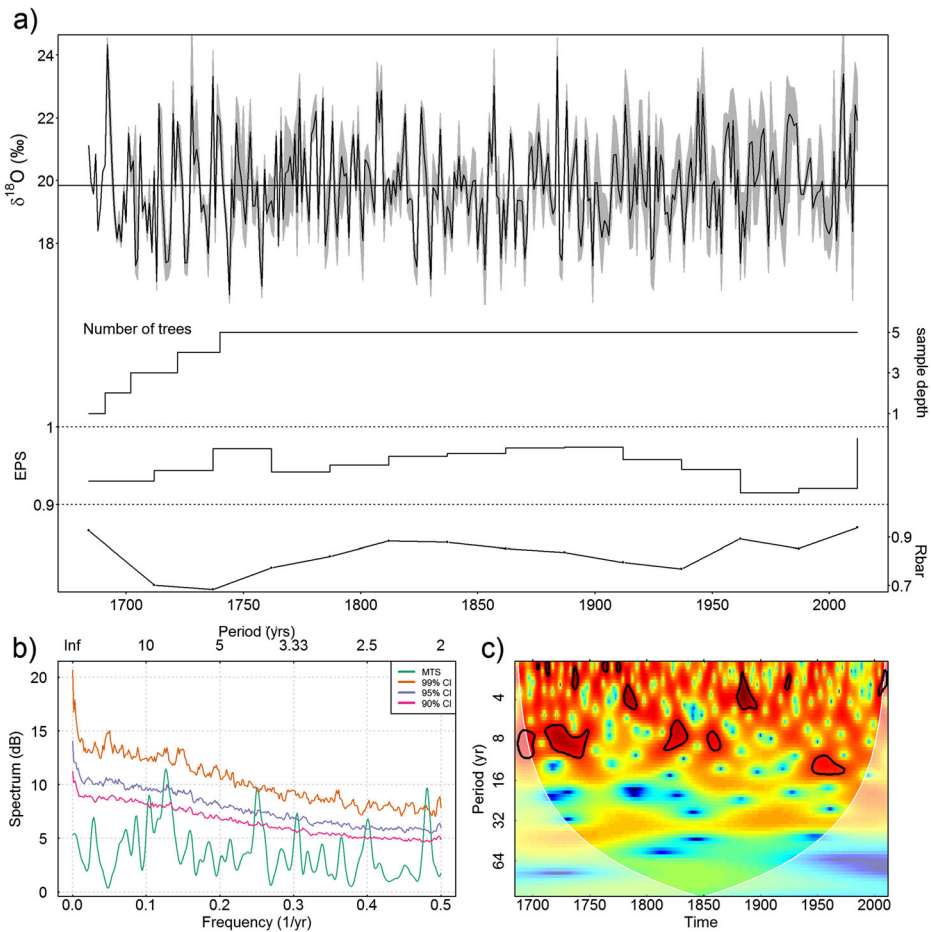 a)
24
22
20
18
δ18O (‰)
Number of trees
5
3
1
sample depth
1
0.9
EPS
0.9
0.7
Rbar
1700 1750 1800 1850 1900 1950 2000
b)
Period (yrs)
Inf 10 5 3.33 2.5 2
MTS
99% CI
95% CI
90% CI
20
15
10
5
0
Spectrum (dB)
0.0 0.1 0.2 0.3 0.4 0.5
Frequency (1/yr)
c)
4
8
16
32
64
Period (yr)
1700 1750 1800 1850 1900 1950 2000
Time